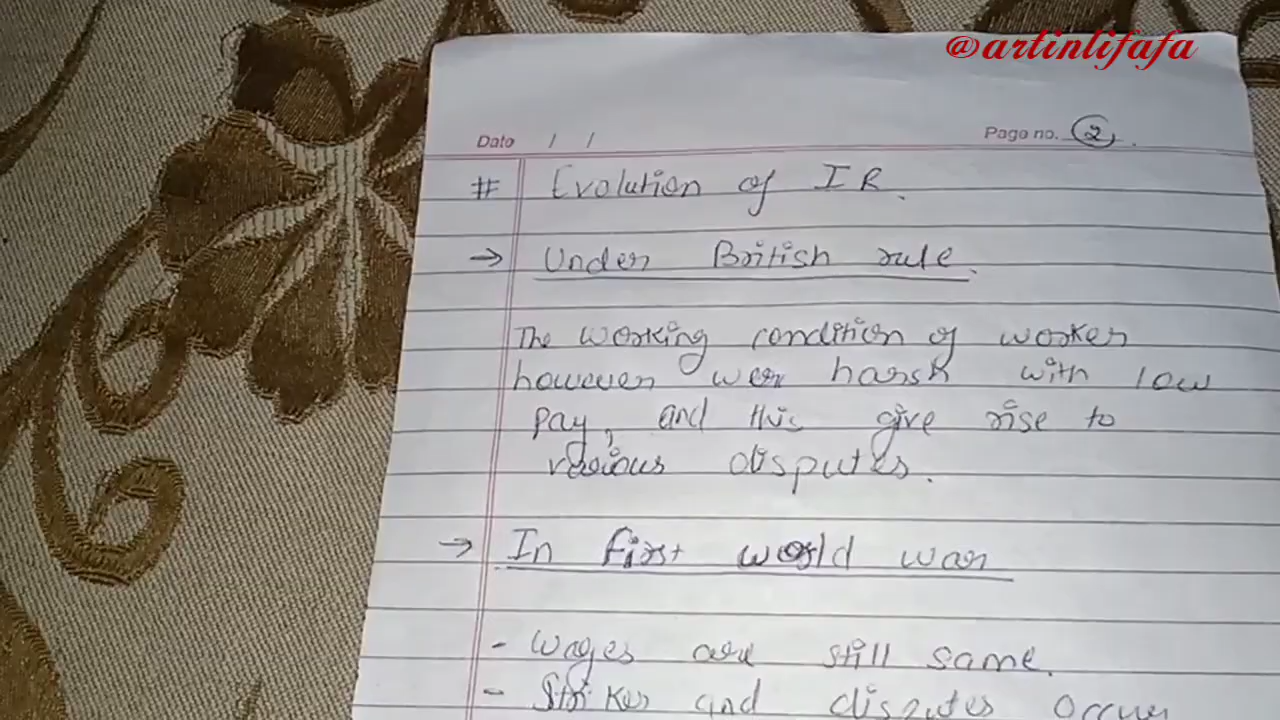 @artinlifafa
Date / /
Page no. 2
# Evolution of IR.
→ Under British rule.
The working condition of worker
however wer harsh with low
pay, and this give rise to
various disputes.
→ In first world war
- Wages are still same.
- Strikes and disputes occur